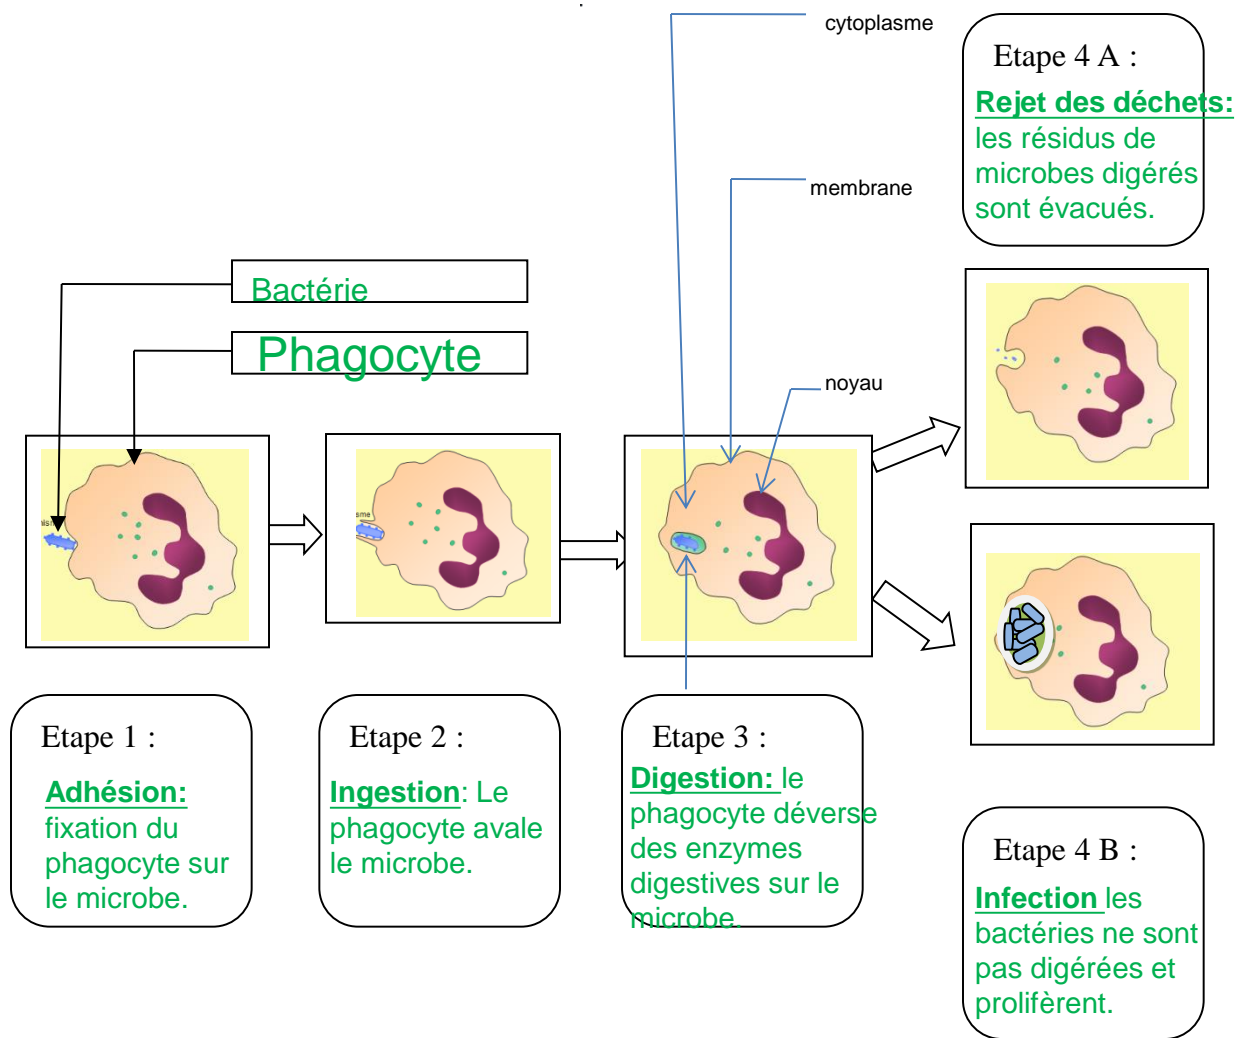 cytoplasme
Etape 4 A :
Rejet des déchets:
les résidus de
microbes digérés
sont évacués.
membrane
Bactérie
Phagocyte
noyau
Etape 1 :
Adhésion:
fixation du
phagocyte sur
le microbe.
Etape 2 :
Ingestion: Le
phagocyte avale
le microbe.
Etape 3 :
Digestion: le
phagocyte déverse
des enzymes
digestives sur le
microbe.
Etape 4 B :
Infection les
bactéries ne sont
pas digérées et
prolifèrent.